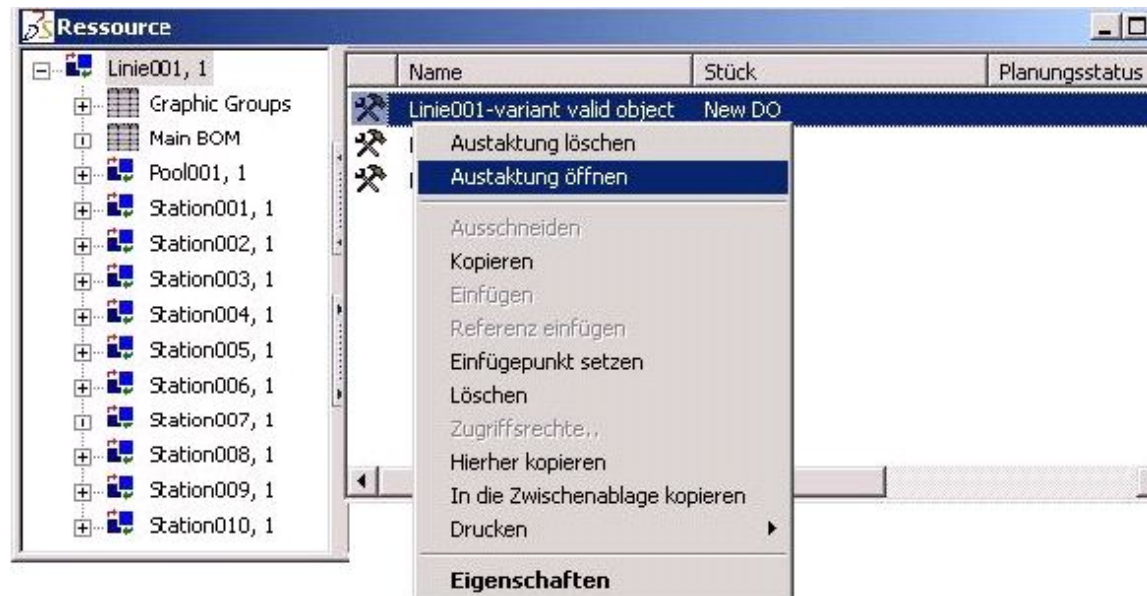 Ressource
Linie001, 1
Graphic Groups
Main BOM
Pool001, 1
Station001, 1
Station002, 1
Station003, 1
Station004, 1
Station005, 1
Station006, 1
Station007, 1
Station008, 1
Station009, 1
Station010, 1
Name Stück Planungsstatus
Linie001-variant valid object New DO
Austaktung löschen
Austaktung öffnen
Ausschneiden
Kopieren
Einfügen
Referenz einfügen
Einfügepunkt setzen
Löschen
Zugriffsrechte..
Hierher kopieren
In die Zwischenablage kopieren
Drucken
Eigenschaften